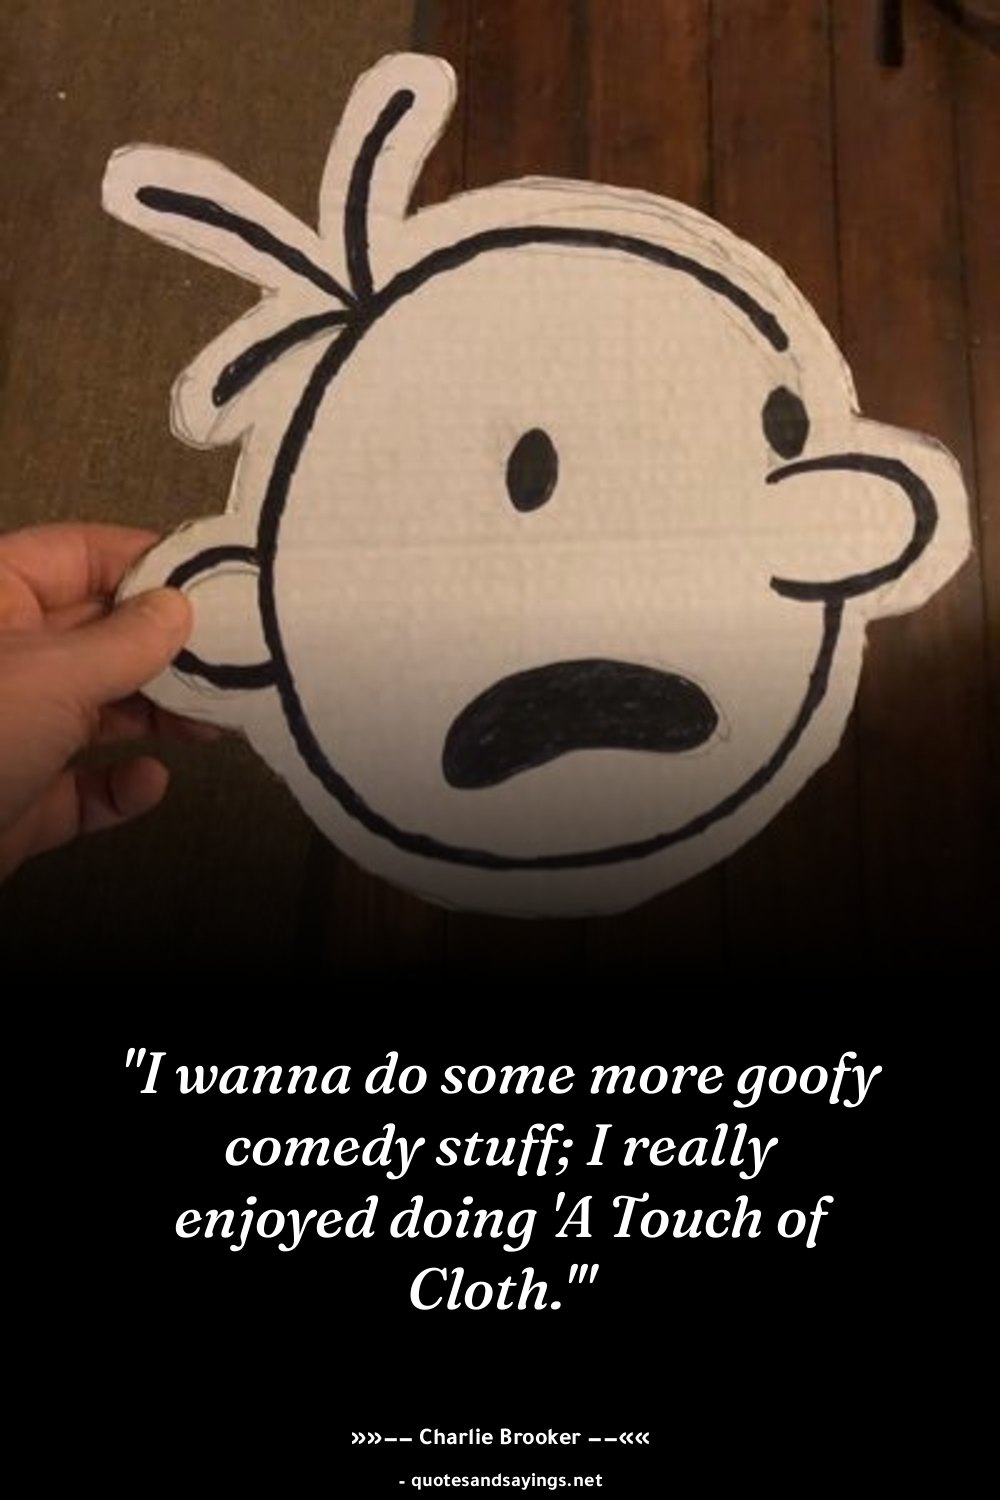 "I wanna do some more goofy
comedy stuff; I really
enjoyed doing 'A Touch of
Cloth.'"
»»–– Charlie Brooker ––««
- quotesandsayings.net